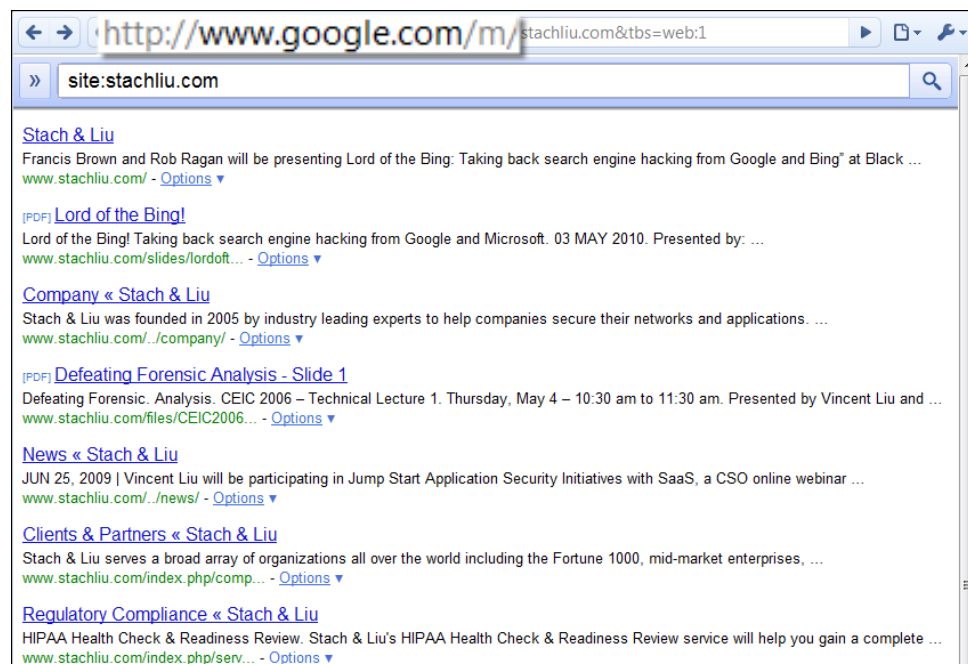 http://www.google.com/m/ stachliu.com&tbs=web:1
» site:stachliu.com
Stach & Liu
Francis Brown and Rob Ragan will be presenting Lord of the Bing: Taking back search engine hacking from Google and Bing” at Black ...
www.stachliu.com/ - Options ▼
[PDF] Lord of the Bing!
Lord of the Bing! Taking back search engine hacking from Google and Microsoft. 03 MAY 2010. Presented by: ...
www.stachliu.com/slides/lordoft... - Options ▼
Company « Stach & Liu
Stach & Liu was founded in 2005 by industry leading experts to help companies secure their networks and applications. ...
www.stachliu.com/../company/ - Options ▼
[PDF] Defeating Forensic Analysis - Slide 1
Defeating Forensic. Analysis. CEIC 2006 – Technical Lecture 1. Thursday, May 4 – 10:30 am to 11:30 am. Presented by Vincent Liu and ...
www.stachliu.com/files/CEIC2006... - Options ▼
News « Stach & Liu
JUN 25, 2009 | Vincent Liu will be participating in Jump Start Application Security Initiatives with SaaS, a CSO online webinar ...
www.stachliu.com/../news/ - Options ▼
Clients & Partners « Stach & Liu
Stach & Liu serves a broad array of organizations all over the world including the Fortune 1000, mid-market enterprises, ...
www.stachliu.com/index.php/comp... - Options ▼
Regulatory Compliance « Stach & Liu
HIPAA Health Check & Readiness Review. Stach & Liu's HIPAA Health Check & Readiness Review service will help you gain a complete ...
www.stachliu.com/index.php/serv... - Options ▼